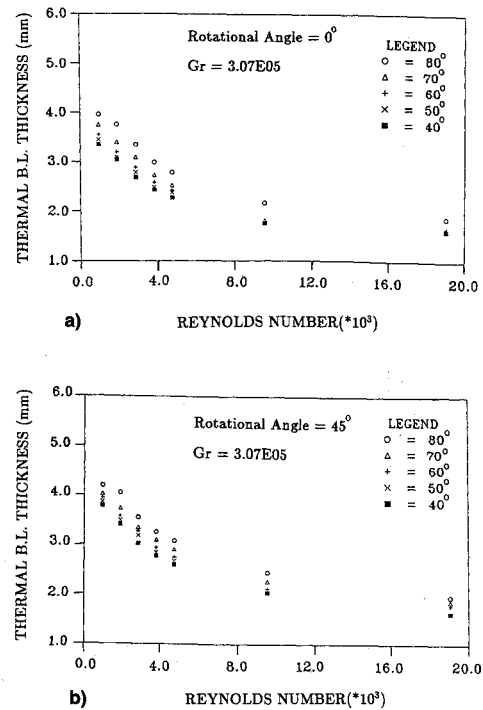 6.0
5.0
4.0
3.0
2.0
1.0
THERMAL B.L. THICKNESS (mm)
Rotational Angle = 0°
Gr = 3.07E05
LEGEND
○ = 80°
△ = 70°
+ = 60°
× = 50°
■ = 40°
0.0 4.0 8.0 12.0 16.0 20.0
a) REYNOLDS NUMBER(*10³)
6.0
5.0
4.0
3.0
2.0
1.0
THERMAL B.L. THICKNESS (mm)
Rotational Angle = 45°
Gr = 3.07E05
LEGEND
○ = 80°
△ = 70°
+ = 60°
× = 50°
■ = 40°
0.0 4.0 8.0 12.0 16.0 20.0
b) REYNOLDS NUMBER(*10³)